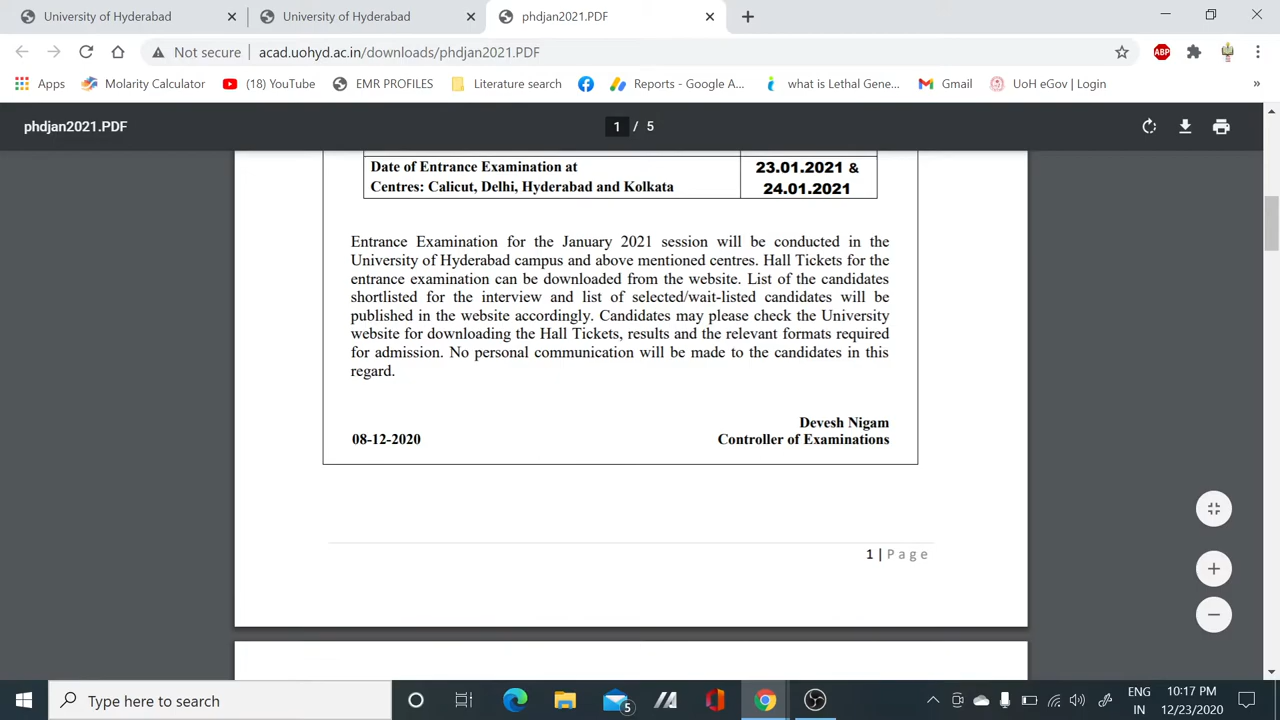 University of Hyderabad
University of Hyderabad
phdjan2021.PDF
Not secure
acad.uohyd.ac.in/downloads/phdjan2021.PDF
ABP
Apps
Molarity Calculator
(18) YouTube
EMR PROFILES
Literature search
Reports - Google A...
what is Lethal Gene...
Gmail
UoH eGov | Login
»
phdjan2021.PDF
1 / 5
Date of Entrance Examination at
Centres: Calicut, Delhi, Hyderabad and Kolkata
23.01.2021 &
24.01.2021
Entrance Examination for the January 2021 session will be conducted in the
University of Hyderabad campus and above mentioned centres. Hall Tickets for the
entrance examination can be downloaded from the website. List of the candidates
shortlisted for the interview and list of selected/wait-listed candidates will be
published in the website accordingly. Candidates may please check the University
website for downloading the Hall Tickets, results and the relevant formats required
for admission. No personal communication will be made to the candidates in this
regard.
Devesh Nigam
08-12-2020
Controller of Examinations
1 | Page
Type here to search
5
ENG
IN
10:17 PM
12/23/2020